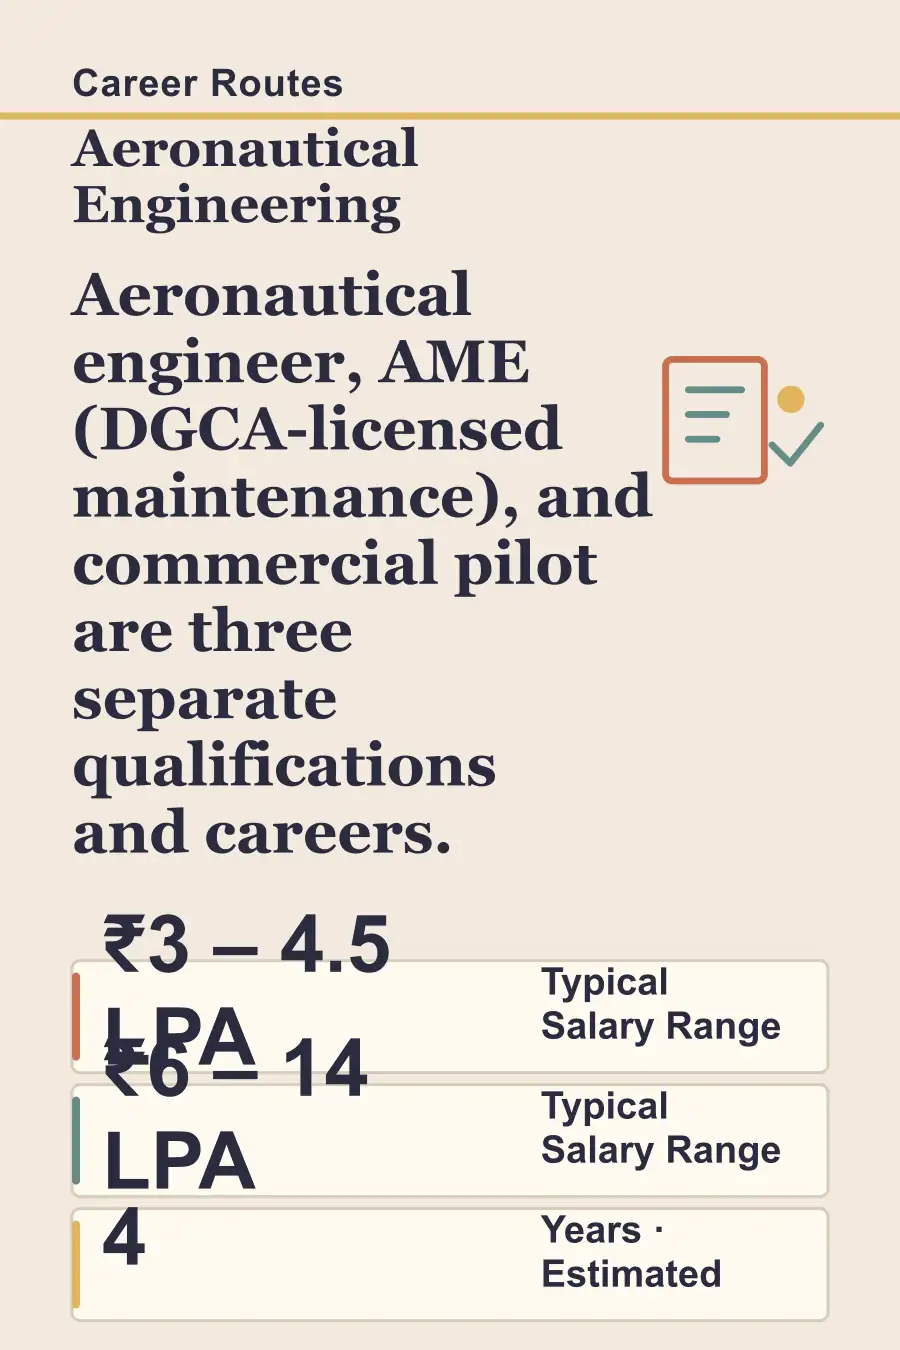 Career Routes
Aeronautical
Engineering
Aeronautical
engineer, AME
(DGCA-licensed
maintenance), and
commercial pilot
are three
separate
qualifications
and careers.
₹3 – 4.5
LPA
Typical
Salary Range
₹6 – 14
LPA
Typical
Salary Range
4
Years ·
Estimated